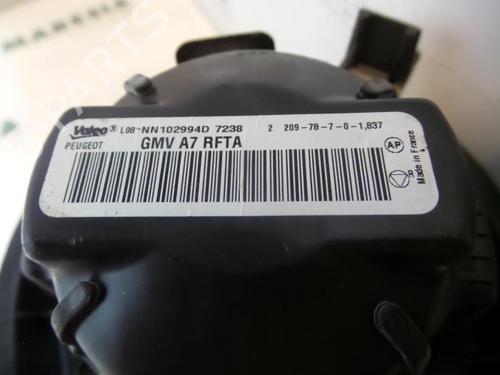 Valeo® L08-NN102994D 7238 2 209-78-7-0-1,837
PEUGEOT GMV A7 RFTA
AP
Made in France
R
PARTS